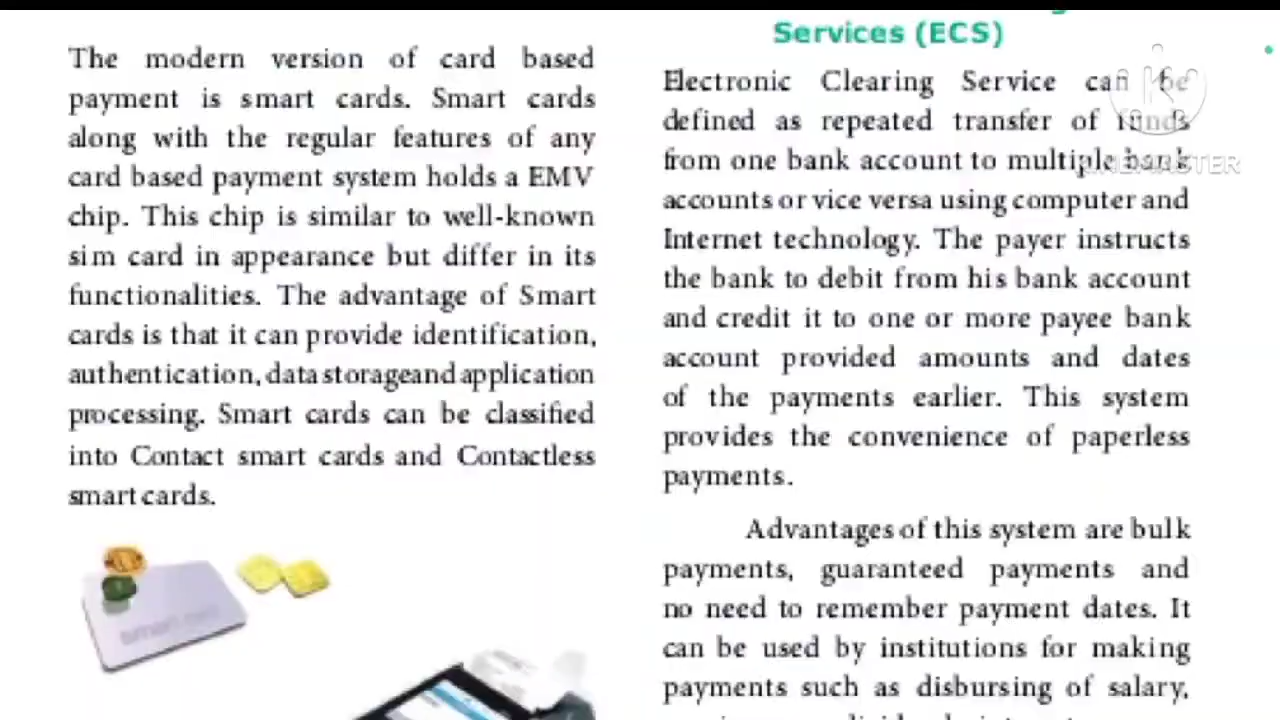 The modern version of card based
payment is smart cards. Smart cards
along with the regular features of any
card based payment system holds a EMV
chip. This chip is similar to well-known
sim card in appearance but differ in its
functionalities. The advantage of Smart
cards is that it can provide identification,
authentication, data storage and application
processing. Smart cards can be classified
into Contact smart cards and Contactless
smart cards.
Services (ECS)
Electronic Clearing Service can be
defined as repeated transfer of funds
from one bank account to multiple bank
accounts or vice versa using computer and
Internet technology. The payer instructs
the bank to debit from his bank account
and credit it to one or more payee bank
account provided amounts and dates
of the payments earlier. This system
provides the convenience of paperless
payments.
Advantages of this system are bulk
payments, guaranteed payments and
no need to remember payment dates. It
can be used by institutions for making
payments such as disbursing of salary,